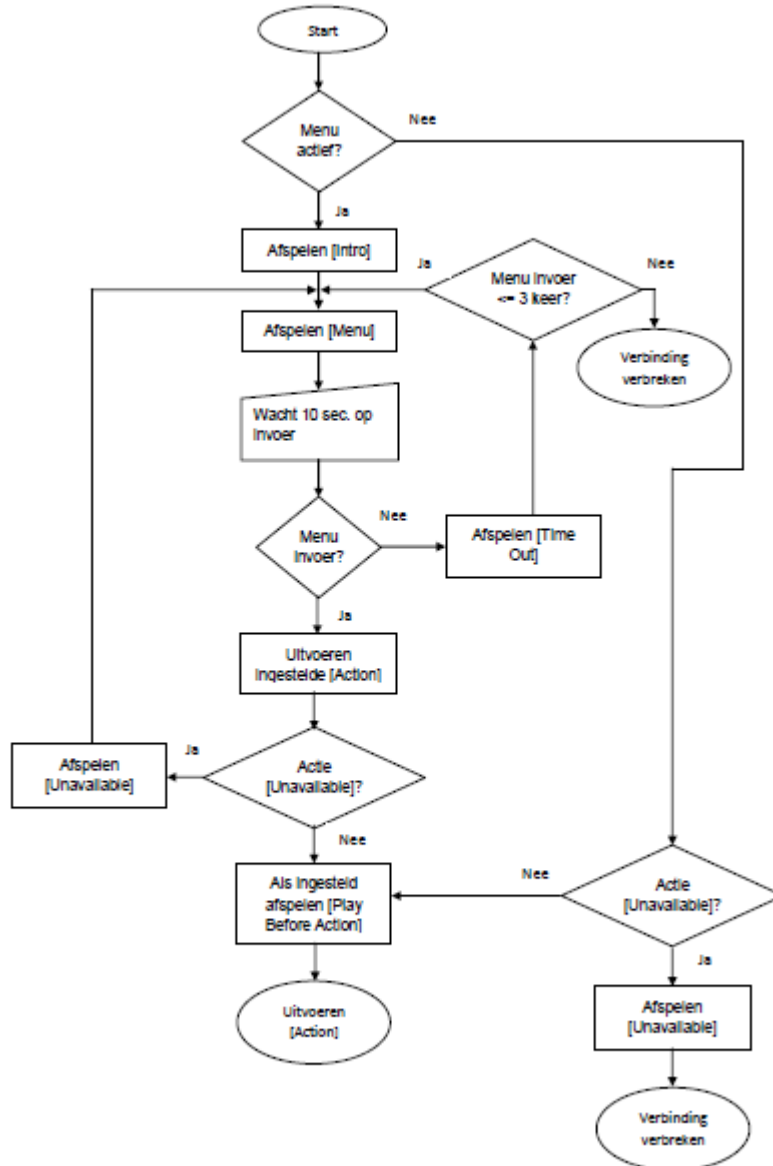 Start
Menu
actief?
Nee
Ja
Afspelen [Intro]
Ja
Menu Invoer
<= 3 keer?
Nee
Afspelen [Menu]
Verbinding
verbreken
Wacht 10 sec. op
Invoer
Menu
Invoer?
Nee
Afspelen [Time
Out]
Ja
Uitvoeren
Ingestelde [Action]
Afspelen
[Unavailable]
Ja
Actie
[Unavailable]?
Nee
Als Ingesteld
afspelen [Play
Before Action]
Nee
Actie
[Unavailable]?
Ja
Uitvoeren
[Action]
Afspelen
[Unavailable]
Verbinding
verbreken